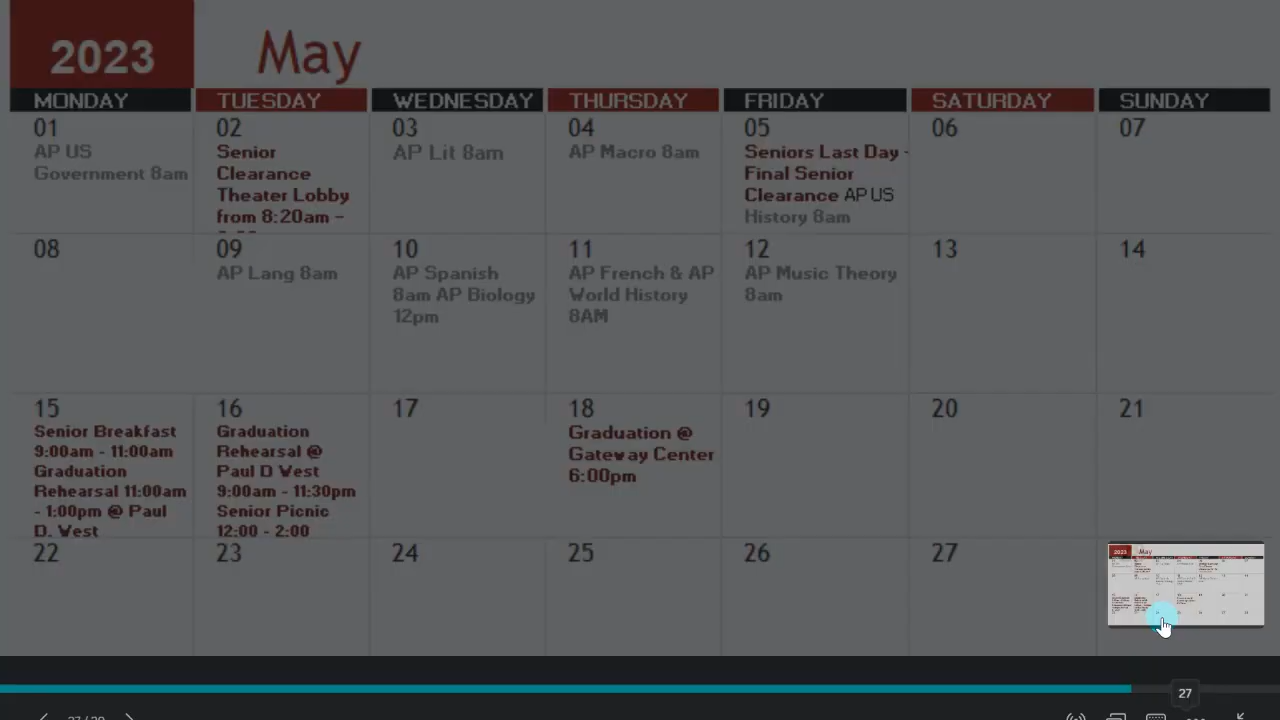 2023 May
MONDAY TUESDAY WEDNESDAY THURSDAY FRIDAY SATURDAY SUNDAY
01
AP US
Government 8am
02
Senior
Clearance
Theater Lobby
from 8:20am -
03
AP Lit 8am
04
AP Macro 8am
05
Seniors Last Day -
Final Senior
Clearance AP US
History 8am
06
07
08
09
AP Lang 8am
10
AP Spanish
8am AP Biology
12pm
11
AP French & AP
World History
8AM
12
AP Music Theory
8am
13
14
15
Senior Breakfast
9:00am - 11:00am
Graduation
Rehearsal 11:00am
- 1:00pm @ Paul
D. West
16
Graduation
Rehearsal @
Paul D West
9:00am - 11:30pm
Senior Picnic
12:00 - 2:00
17
18
Graduation @
Gateway Center
6:00pm
19
20
21
22
23
24
25
26
27
2023 May
27